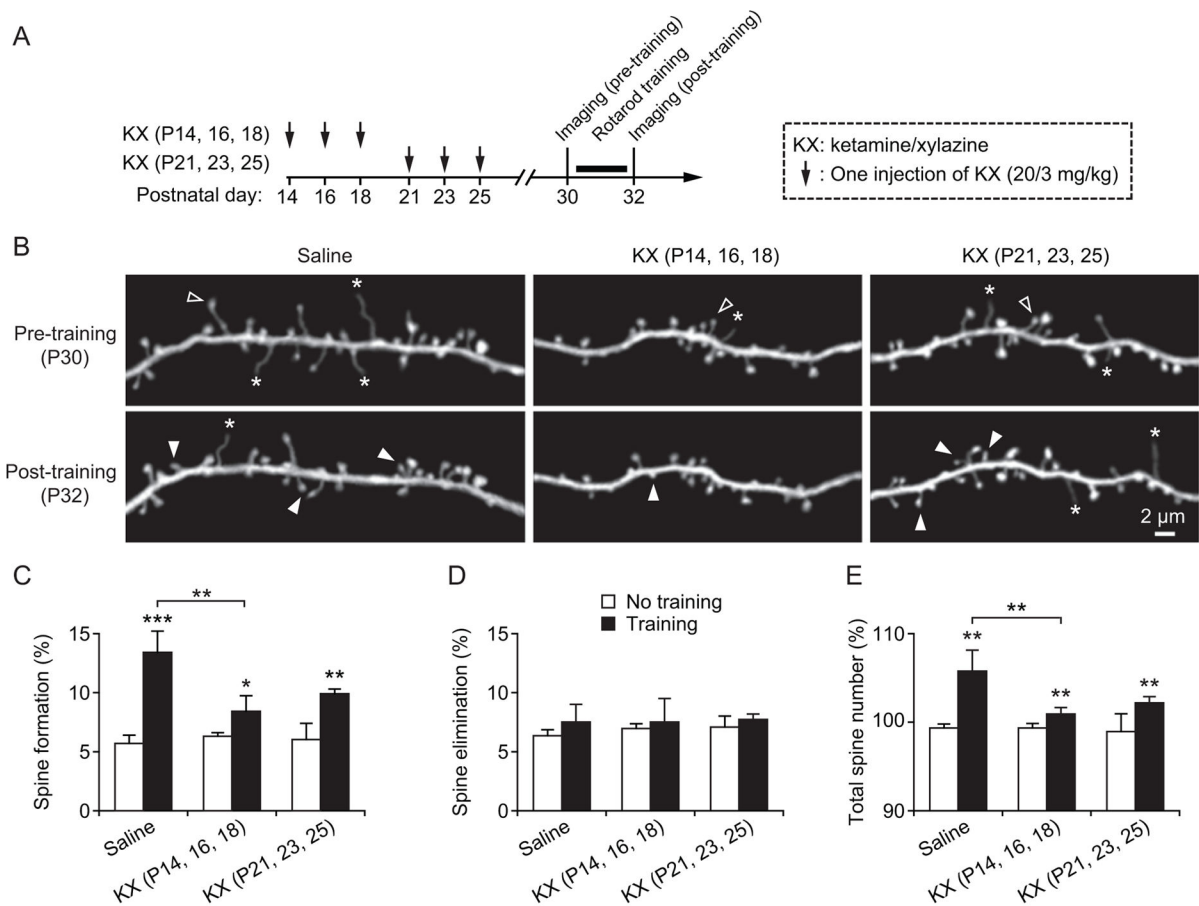 A
Imaging (pre-training)
Rotarod training
Imaging (post-training)
KX (P14, 16, 18)
KX (P21, 23, 25)
Postnatal day:
14 16 18 21 23 25 30 32
KX: ketamine/xylazine
: One injection of KX (20/3 mg/kg)
B
Saline
KX (P14, 16, 18)
KX (P21, 23, 25)
Pre-training
(P30)
* * * *
*
* *
Post-training
(P32)
*
* *
2 μm
C
Spine formation (%)
15
10
5
0
**
***
*
**
Saline
KX (P14, 16, 18)
KX (P21, 23, 25)
D
No training
Training
Spine elimination (%)
15
10
5
0
Saline
KX (P14, 16, 18)
KX (P21, 23, 25)
E
Total spine number (%)
110
100
90
**
**
**
**
Saline
KX (P14, 16, 18)
KX (P21, 23, 25)